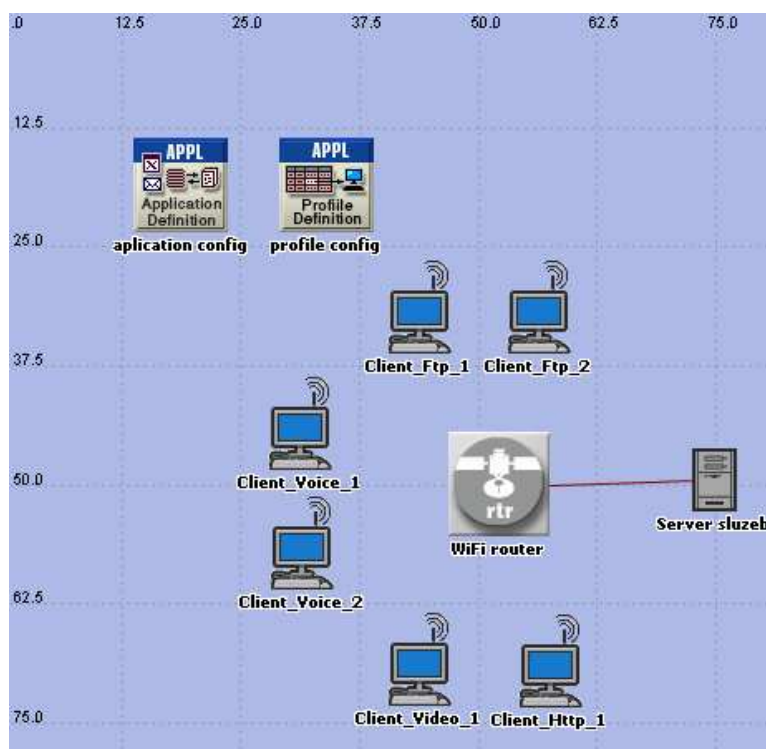 .0 12.5 25.0 37.5 50.0 62.5 75.0
12.5
APPL APPL
Application Profiile
Definition Definition
25.0
aplication config profile config
37.5
Client_Ftp_1 Client_Ftp_2
50.0
Client_Voice_1
rtr
Server sluzeb
WiFi router
62.5
Client_Voice_2
75.0
Client_Video_1 Client_Http_1